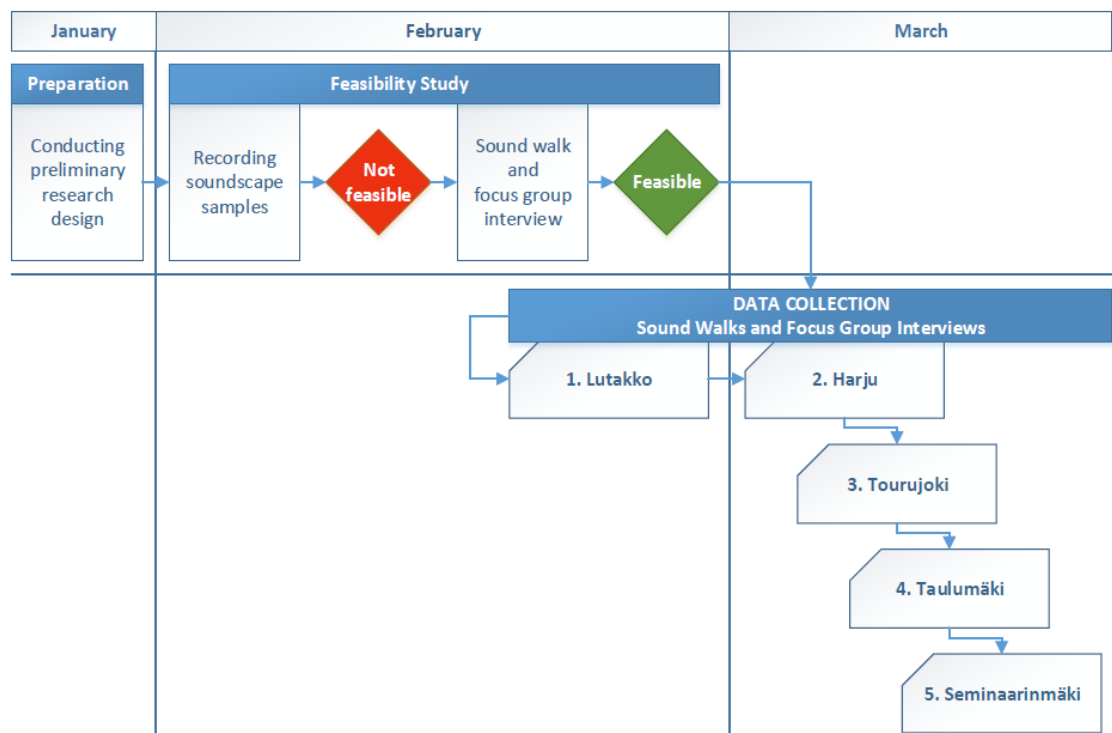 January
February
March
Preparation
Feasibility Study
Conducting
preliminary
research
design
Recording
soundscape
samples
Not
feasible
Sound walk
and
focus group
interview
Feasible
DATA COLLECTION
Sound Walks and Focus Group Interviews
1. Lutakko
2. Harju
3. Tourujoki
4. Taulumäki
5. Seminaarinmäki